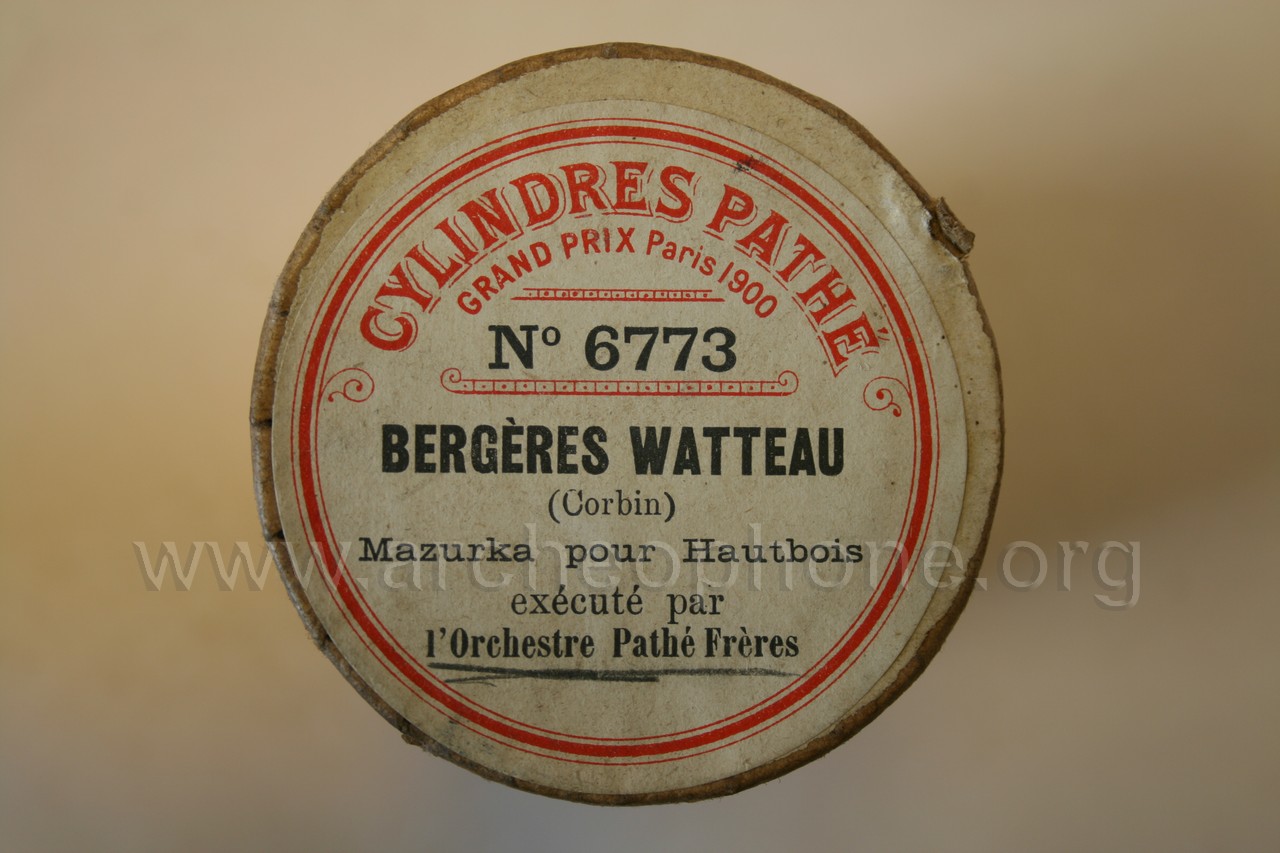 CYLINDRES PATHÉ
GRAND PRIX Paris 1900
Nº 6773
BERGÈRES WATTEAU
(Corbin)
Mazurka pour Hautbois
www.archeophone.org
exécuté par
l'Orchestre Pathé Frères